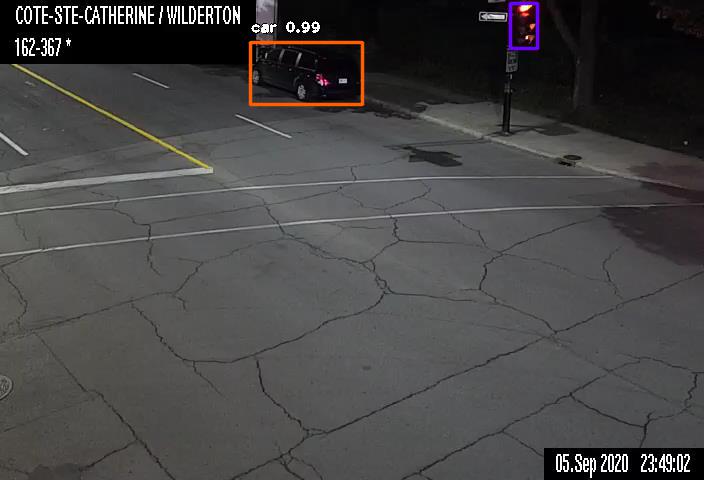 COTE-STE-CATHERINE / WILDERTON
162-367 *
car 0.99
05.Sep 2020 23:49:02